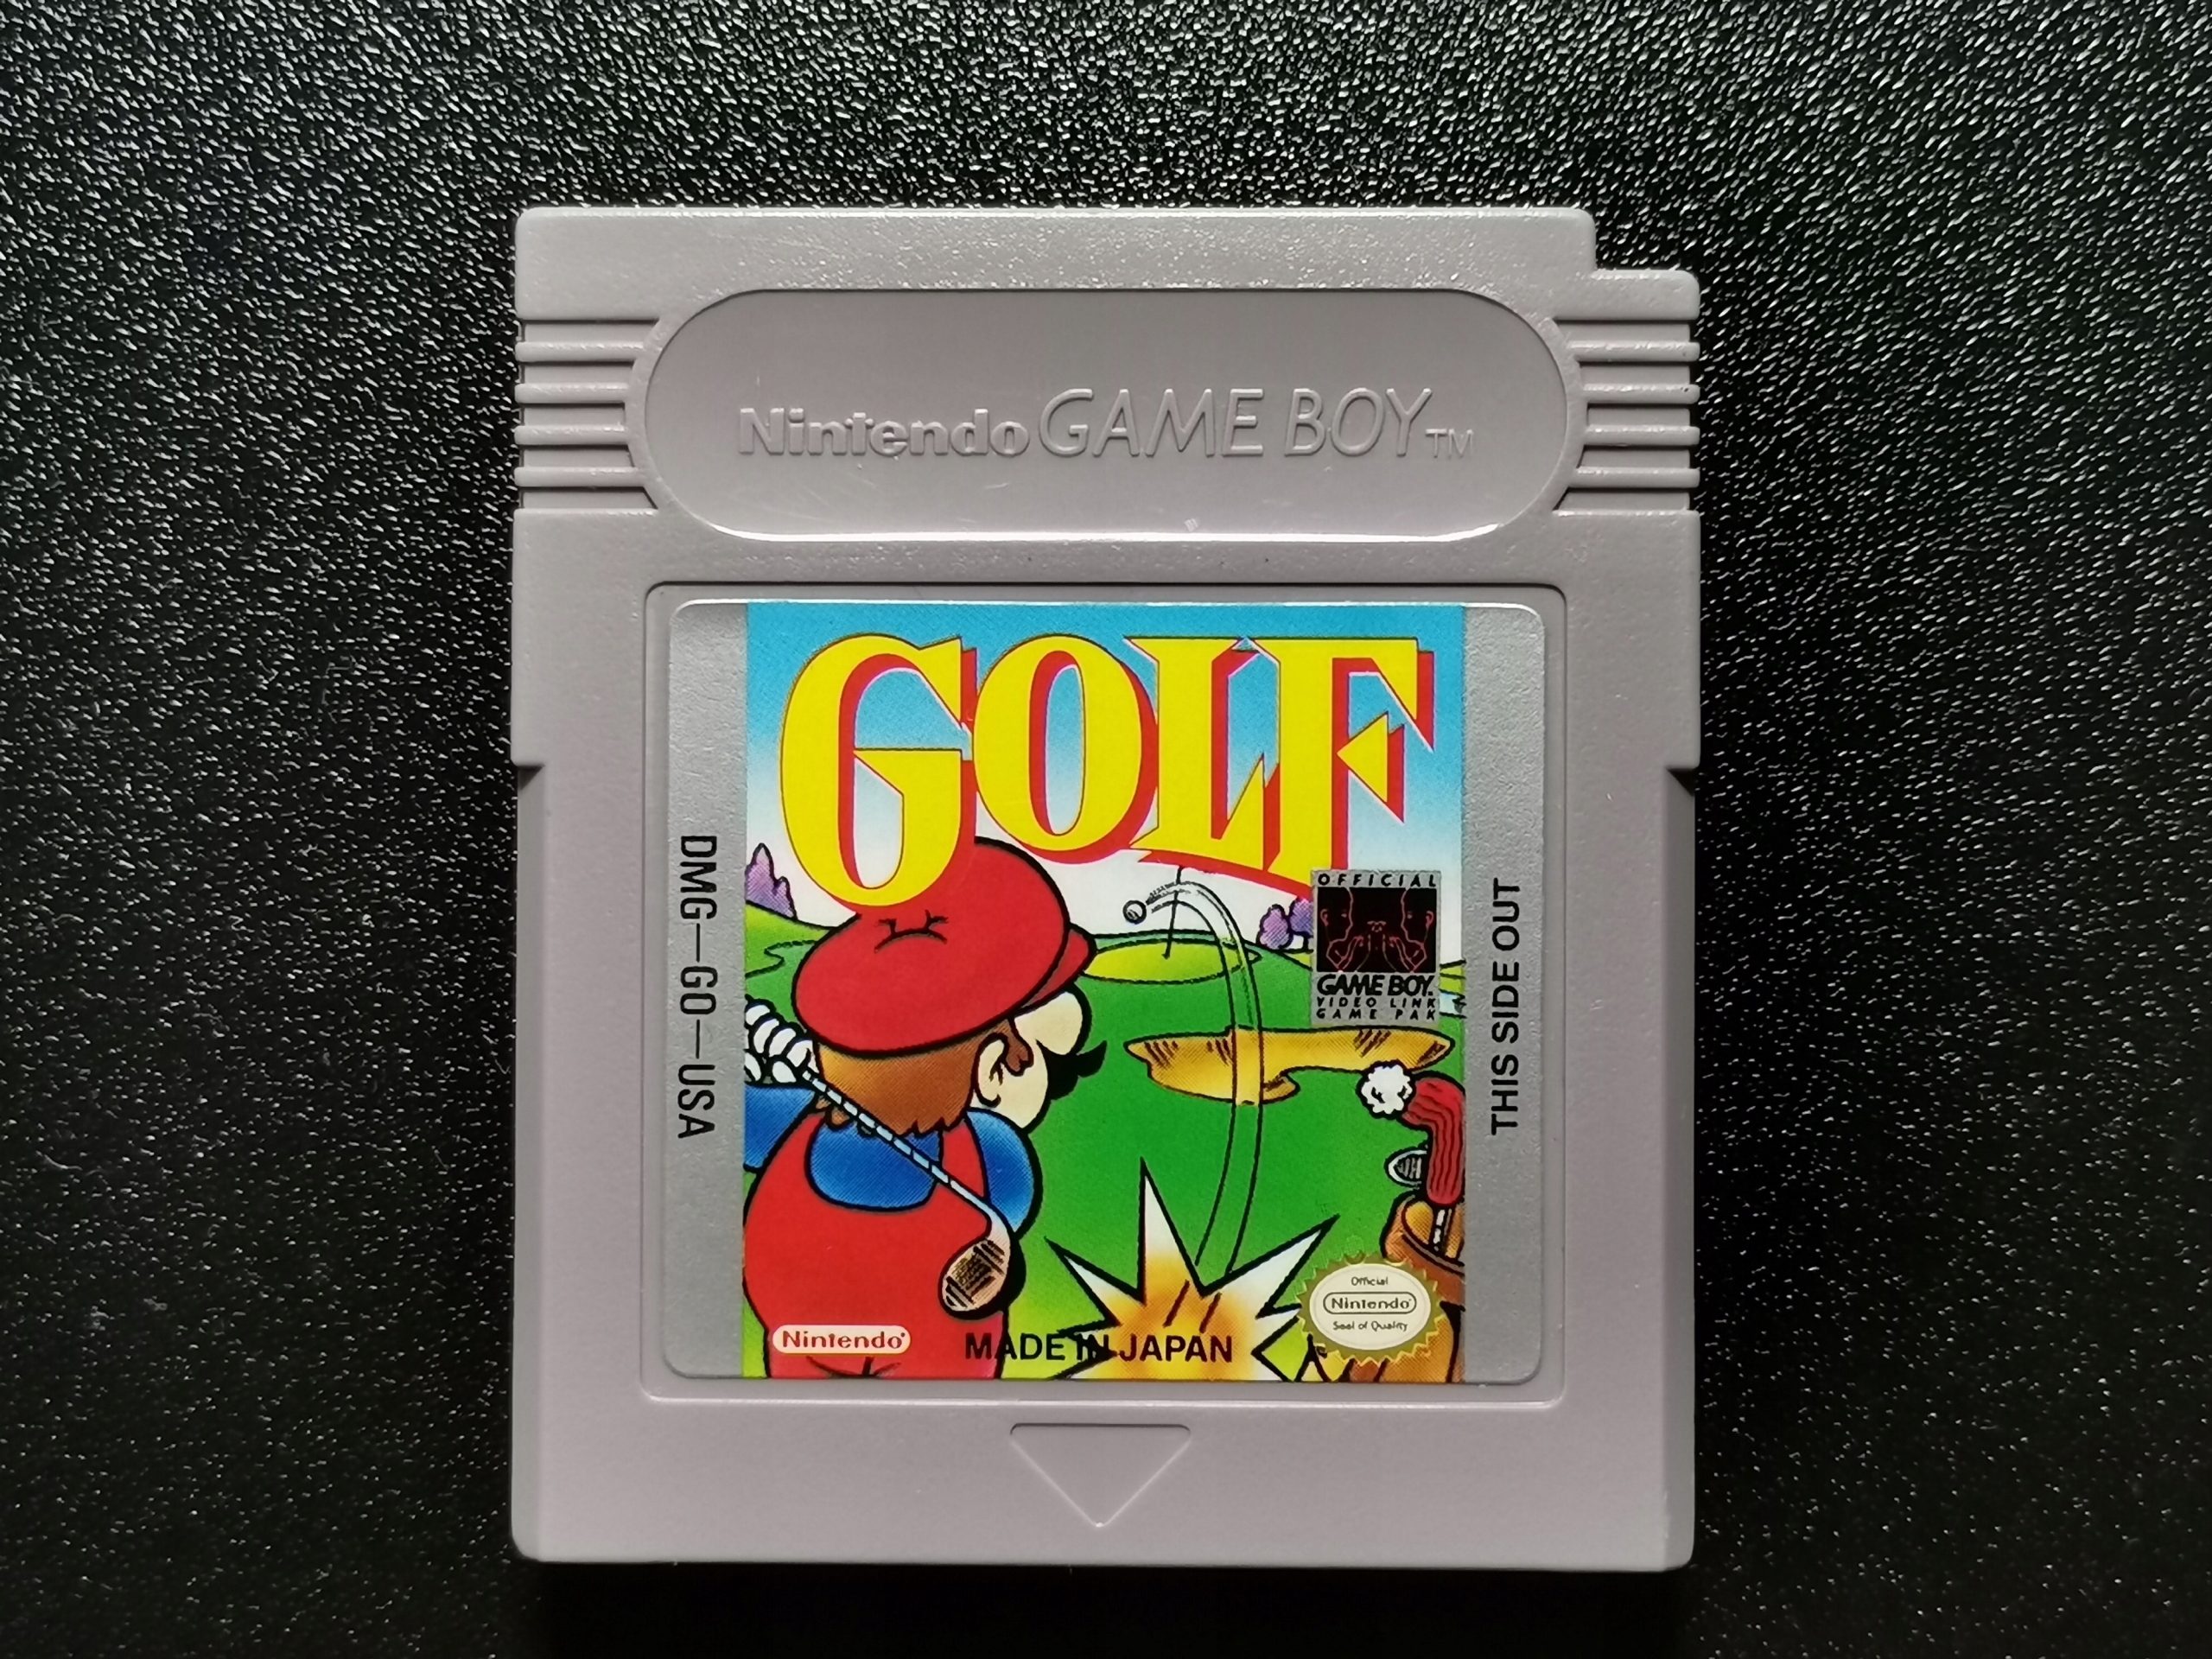 Nintendo GAME BOY TM
GOLF
DMG-GO-USA
OFFICIAL
GAME BOY
VIDEO LINK
GAME PAK
THIS SIDE OUT
Official
Nintendo
Seal of Quality
Nintendo®
MADE IN JAPAN